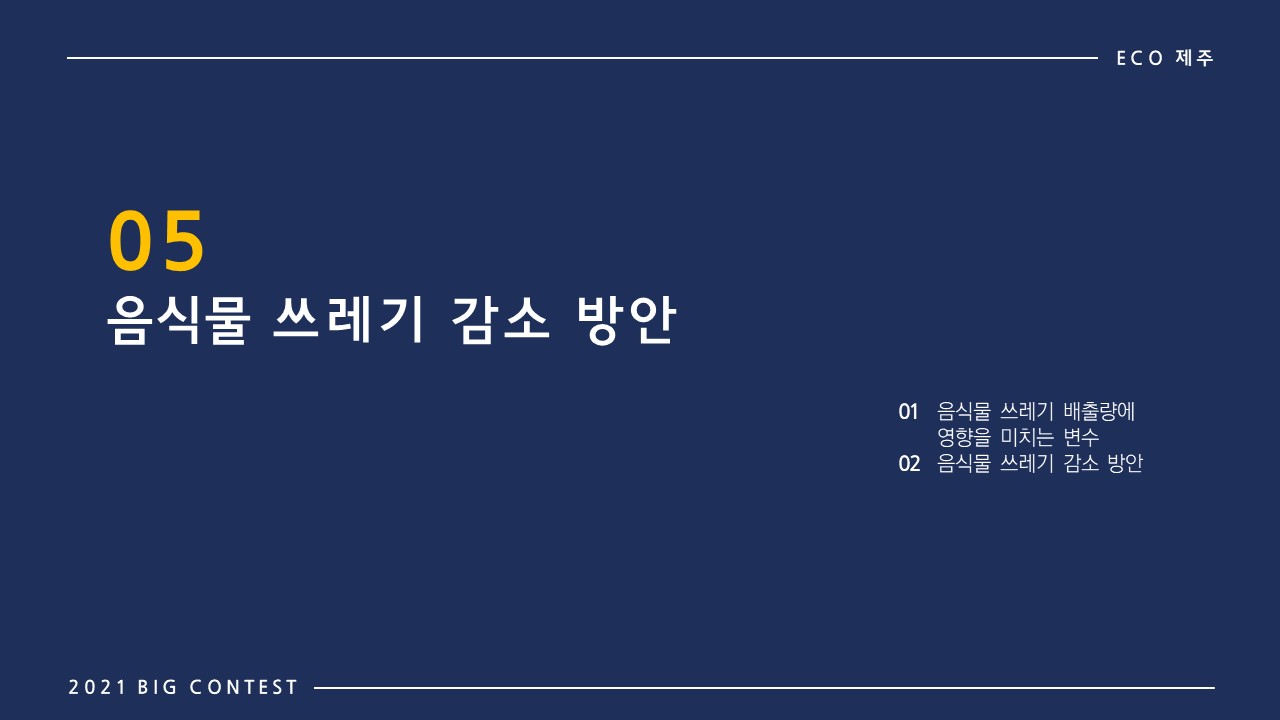 ECO 제주
05
음식물 쓰레기 감소 방안
01 음식물 쓰레기 배출량에
영향을 미치는 변수
02 음식물 쓰레기 감소 방안
2021 BIG CONTEST